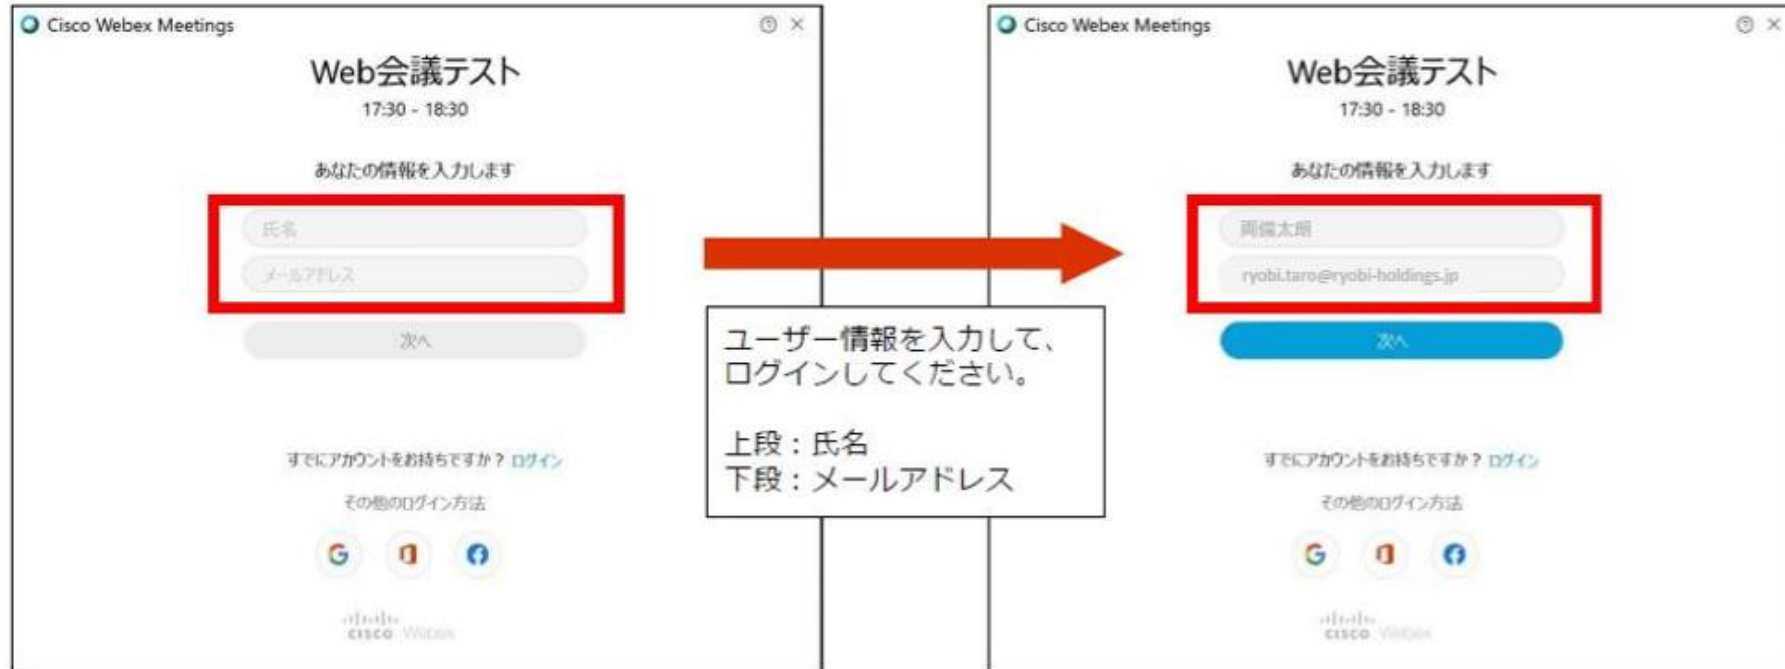 Cisco Webex Meetings
Web会議テスト
17:30 - 18:30
あなたの情報を入力します
氏名
メールアドレス
次へ
すでにアカウントをお持ちですか？ ログイン
その他のログイン方法
cisco Webex
ユーザー情報を入力して、
ログインしてください。
上段：氏名
下段：メールアドレス
Cisco Webex Meetings
Web会議テスト
17:30 - 18:30
あなたの情報を入力します
両備太朗
ryobi.taro@ryobi-holdings.jp
次へ
すでにアカウントをお持ちですか？ ログイン
その他のログイン方法
cisco Webex